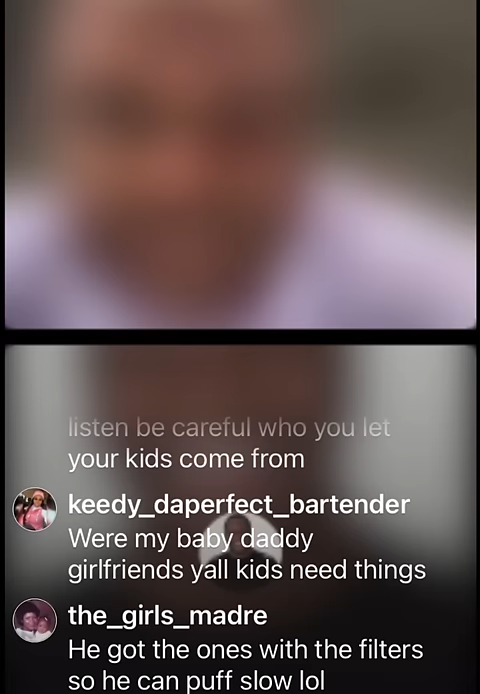 listen be careful who you let
your kids come from
keedy_daperfect_bartender
Were my baby daddy
girlfriends yall kids need things
the_girls_madre
He got the ones with the filters
so he can puff slow lol